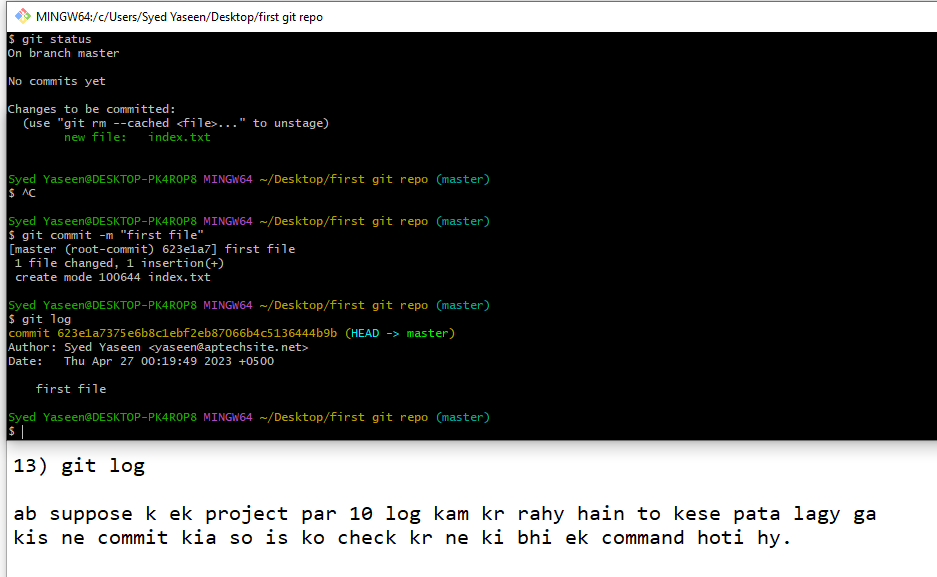 MINGW64:/c/Users/Syed Yaseen/Desktop/first git repo
$ git status
On branch master
No commits yet
Changes to be committed:
(use "git rm --cached <file>..." to unstage)
new file: index.txt
Syed Yaseen@DESKTOP-PK4ROP8 MINGW64 ~/Desktop/first git repo (master)
$ ^C
Syed Yaseen@DESKTOP-PK4ROP8 MINGW64 ~/Desktop/first git repo (master)
$ git commit -m "first file"
[master (root-commit) 623e1a7] first file
1 file changed, 1 insertion(+)
create mode 100644 index.txt
Syed Yaseen@DESKTOP-PK4ROP8 MINGW64 ~/Desktop/first git repo (master)
$ git log
commit 623e1a7375e6b8c1ebf2eb87066b4c5136444b9b (HEAD -> master)
Author: Syed Yaseen <yaseen@aptechsite.net>
Date: Thu Apr 27 00:19:49 2023 +0500
first file
Syed Yaseen@DESKTOP-PK4ROP8 MINGW64 ~/Desktop/first git repo (master)
$
13) git log
ab suppose k ek project par 10 log kam kr rahy hain to kese pata lagy ga
kis ne commit kia so is ko check kr ne ki bhi ek command hoti hy.